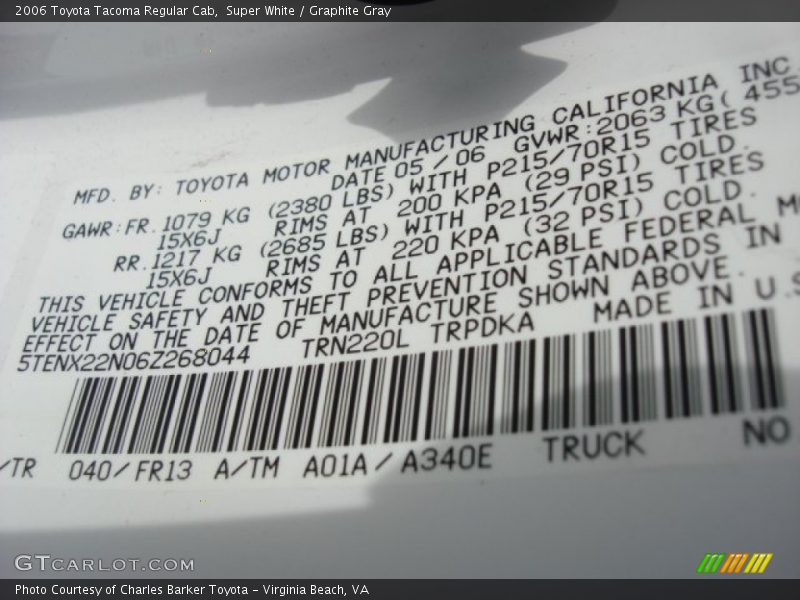 2006 Toyota Tacoma Regular Cab,  Super White / Graphite Gray
MFD. BY: TOYOTA MOTOR MANUFACTURING CALIFORNIA INC.
DATE 05 / 06 GVWR: 2063 KG( 455
GAWR: FR. 1079 KG (2380 LBS) WITH P215/70R15 TIRES
15X6J RIMS AT 200 KPA (29 PSI) COLD.
RR. 1217 KG (2685 LBS) WITH P215/70R15 TIRES
15X6J RIMS AT 220 KPA (32 PSI) COLD.
THIS VEHICLE CONFORMS TO ALL APPLICABLE FEDERAL M
VEHICLE SAFETY AND THEFT PREVENTION STANDARDS IN
EFFECT ON THE DATE OF MANUFACTURE SHOWN ABOVE.
5TENX22N06Z268044 TRN220L TRPDKA MADE IN U.S
/TR 040/FR13 A/TM A01A/A340E TRUCK NO
GTCARLOT.COM
Photo Courtesy of Charles Barker Toyota - Virginia Beach, VA